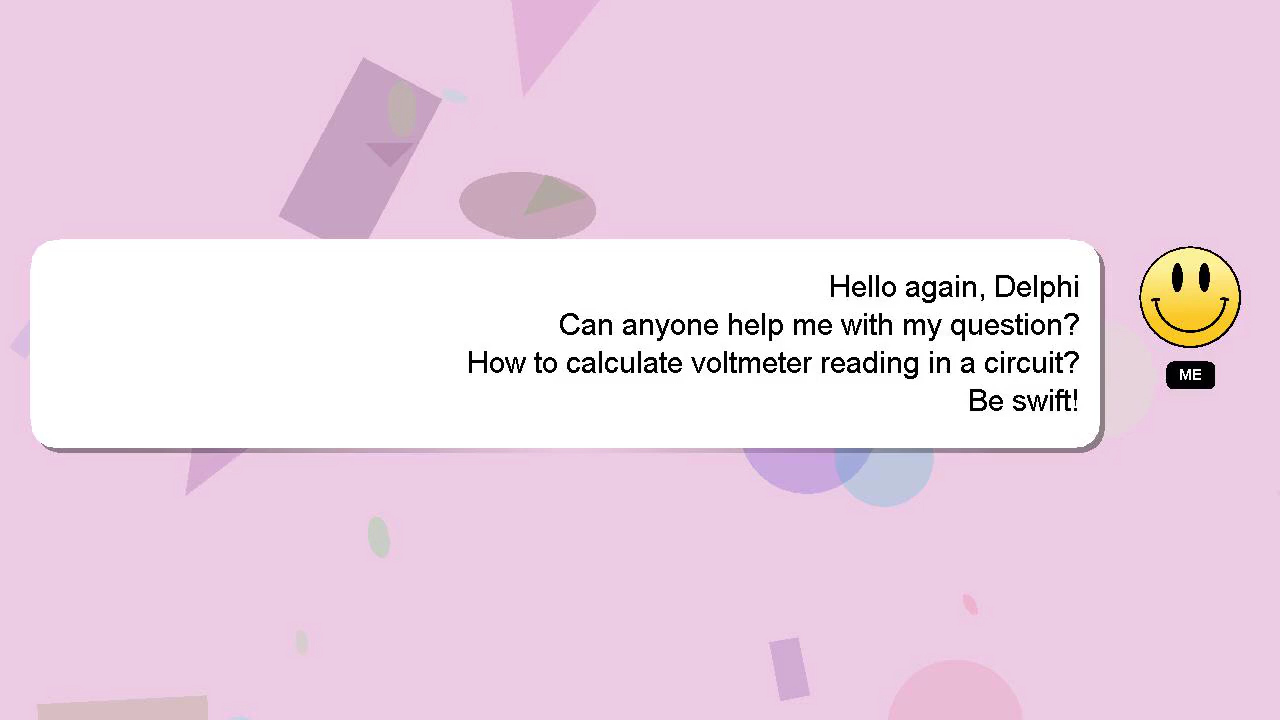 Hello again, Delphi
Can anyone help me with my question?
How to calculate voltmeter reading in a circuit?
Be swift!
ME